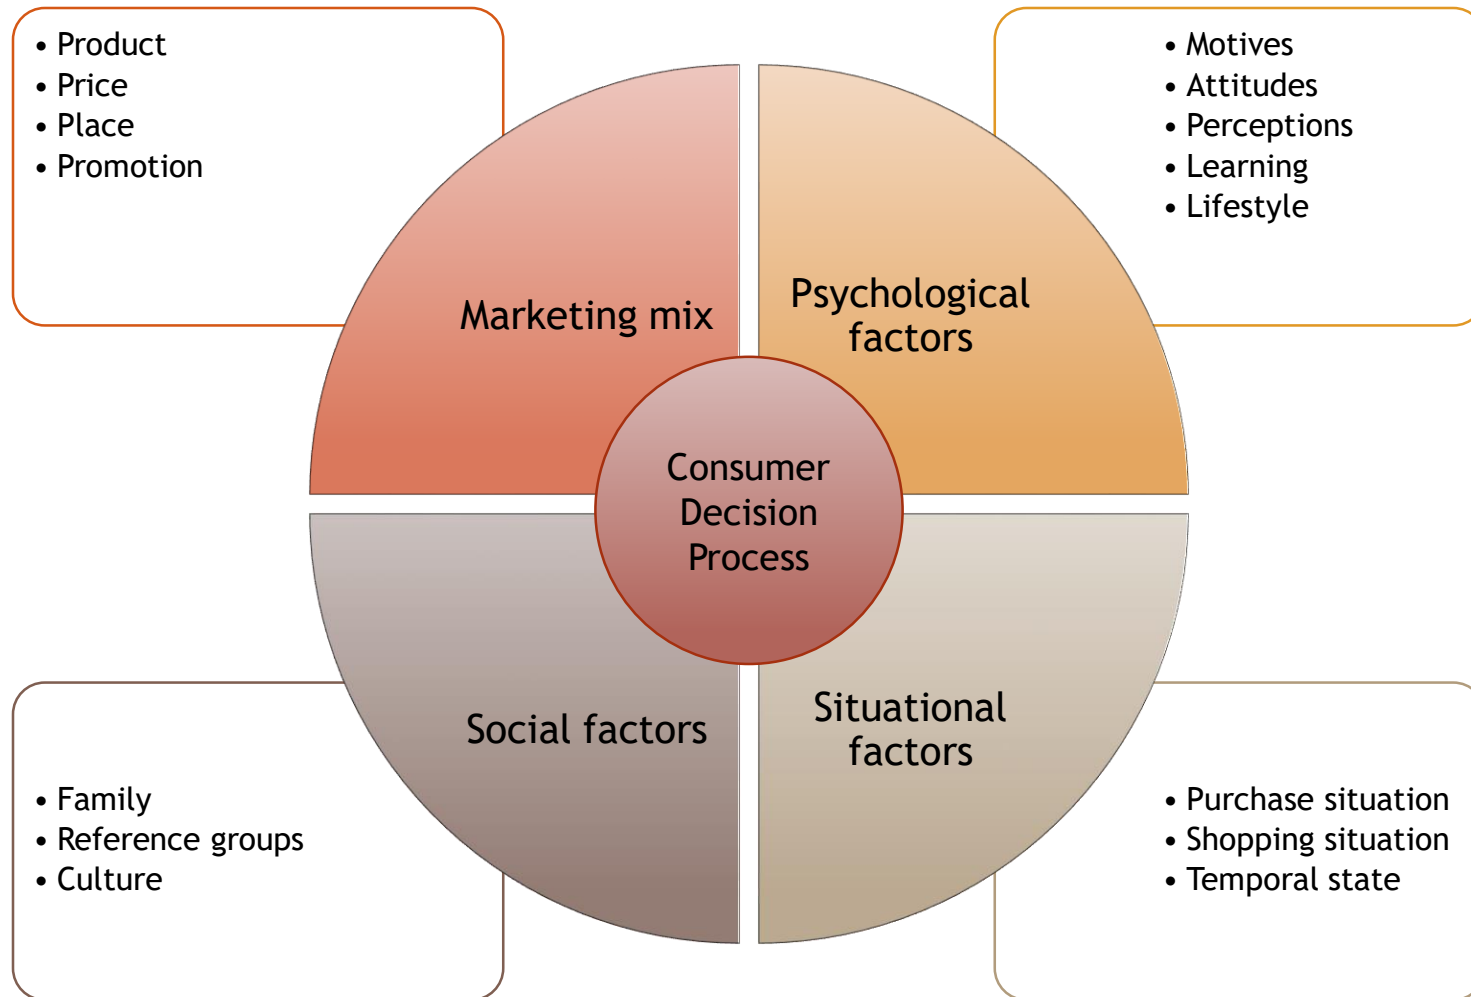 • Product
• Price
• Place
• Promotion
• Motives
• Attitudes
• Perceptions
• Learning
• Lifestyle
Marketing mix
Psychological
factors
Consumer
Decision
Process
Social factors
Situational
factors
• Family
• Reference groups
• Culture
• Purchase situation
• Shopping situation
• Temporal state